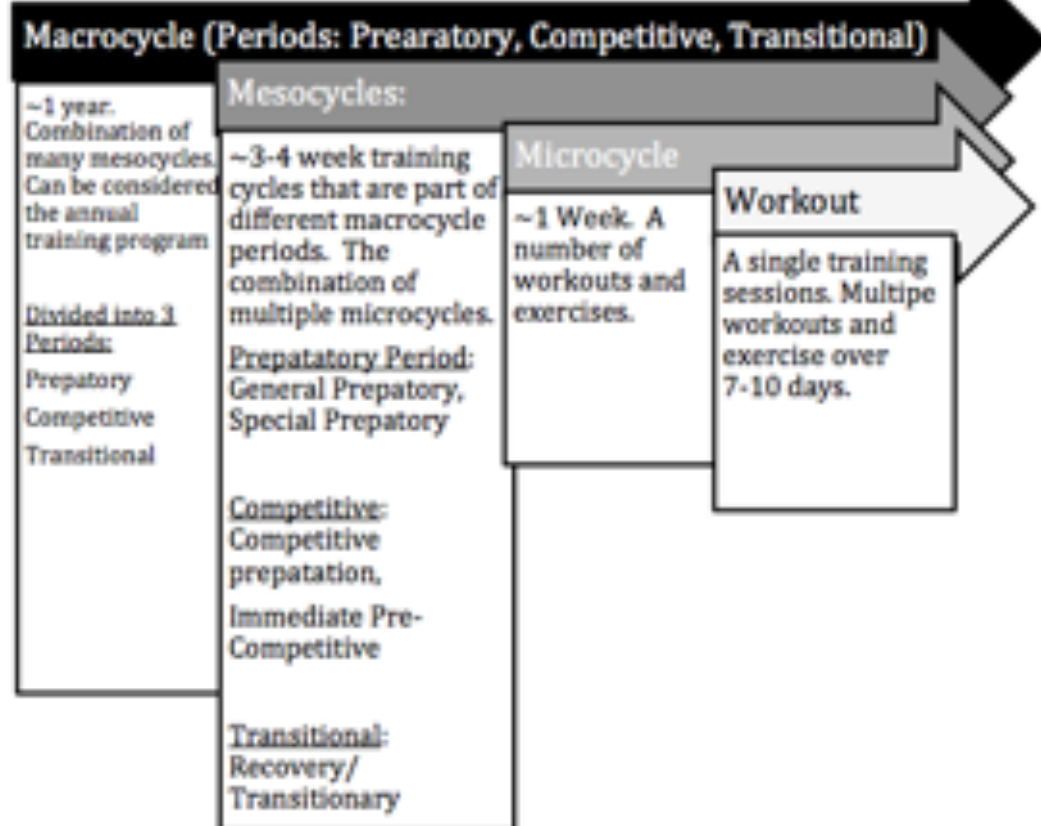 Macrocycle (Periods: Prearatory, Competitive, Transitional)
~1 year.
Combination of
many mesocycles.
Can be considered
the annual
training program
Divided into 3
Periods:
Prepatory
Competitive
Transitional
Mesocycles:
~3-4 week training
cycles that are part of
different macrocycle
periods. The
combination of
multiple microcycles.
Prepatatory Period:
General Prepatory,
Special Prepatory
Competitive:
Competitive
prepatation,
Immediate Pre-
Competitive
Transitional:
Recovery/
Transitionary
Microcycle
~1 Week. A
number of
workouts and
exercises.
Workout
A single training
sessions. Multipe
workouts and
exercise over
7-10 days.